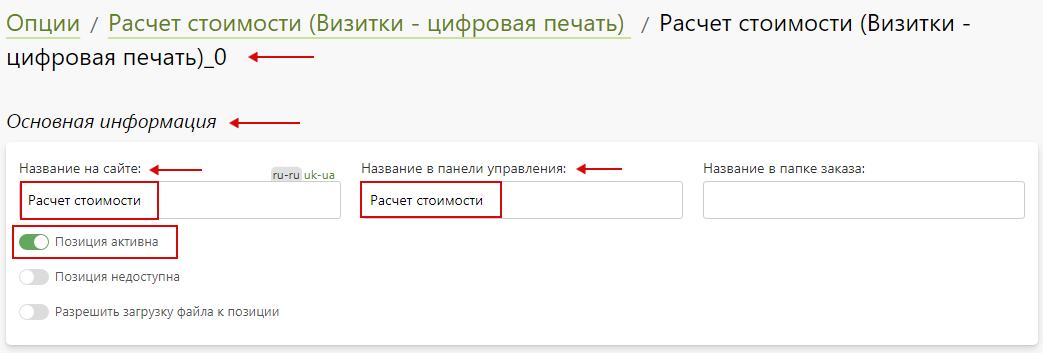 Опции / Расчет стоимости (Визитки - цифровая печать) / Расчет стоимости (Визитки -
цифровая печать)_0
Основная информация
Название на сайте: ru-ru uk-ua Название в панели управления: Название в папке заказа:
Расчет стоимости Расчет стоимости
Позиция активна
Позиция недоступна
Разрешить загрузку файла к позиции